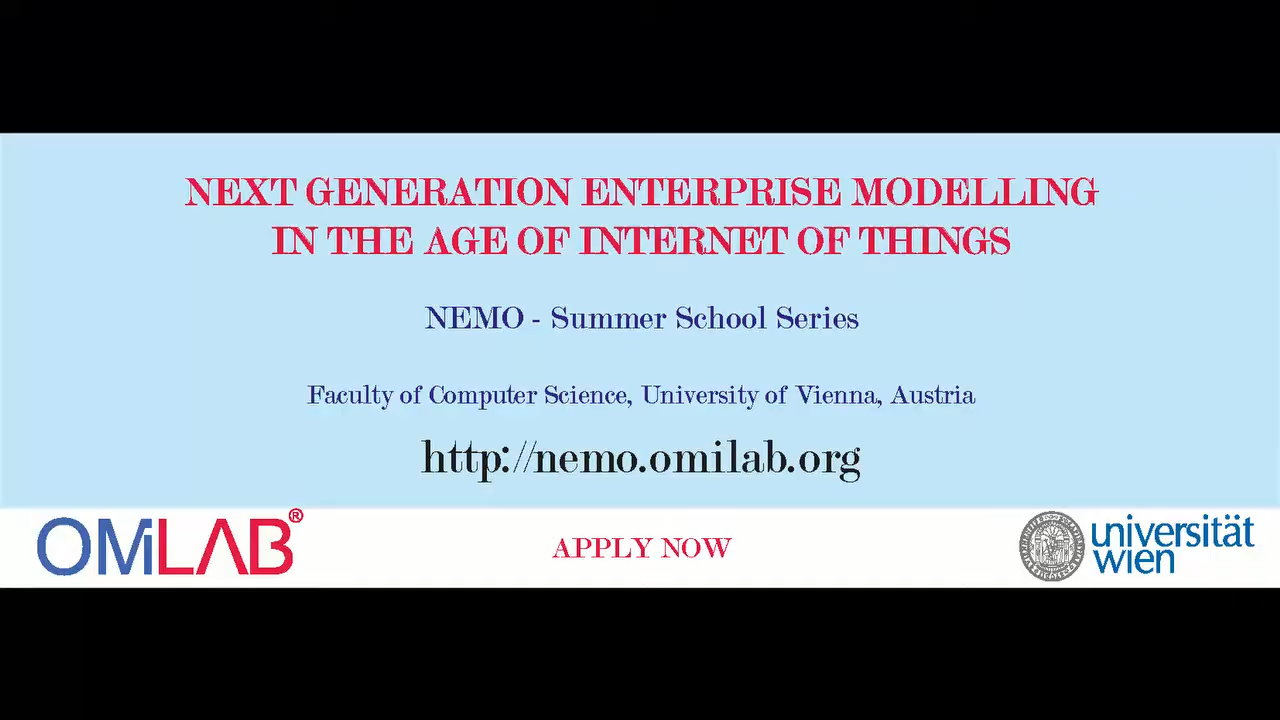 NEXT GENERATION ENTERPRISE MODELLING
IN THE AGE OF INTERNET OF THINGS
NEMO - Summer School Series
Faculty of Computer Science, University of Vienna, Austria
http://nemo.omilab.org
OMiLAB®
APPLY NOW
universität
wien